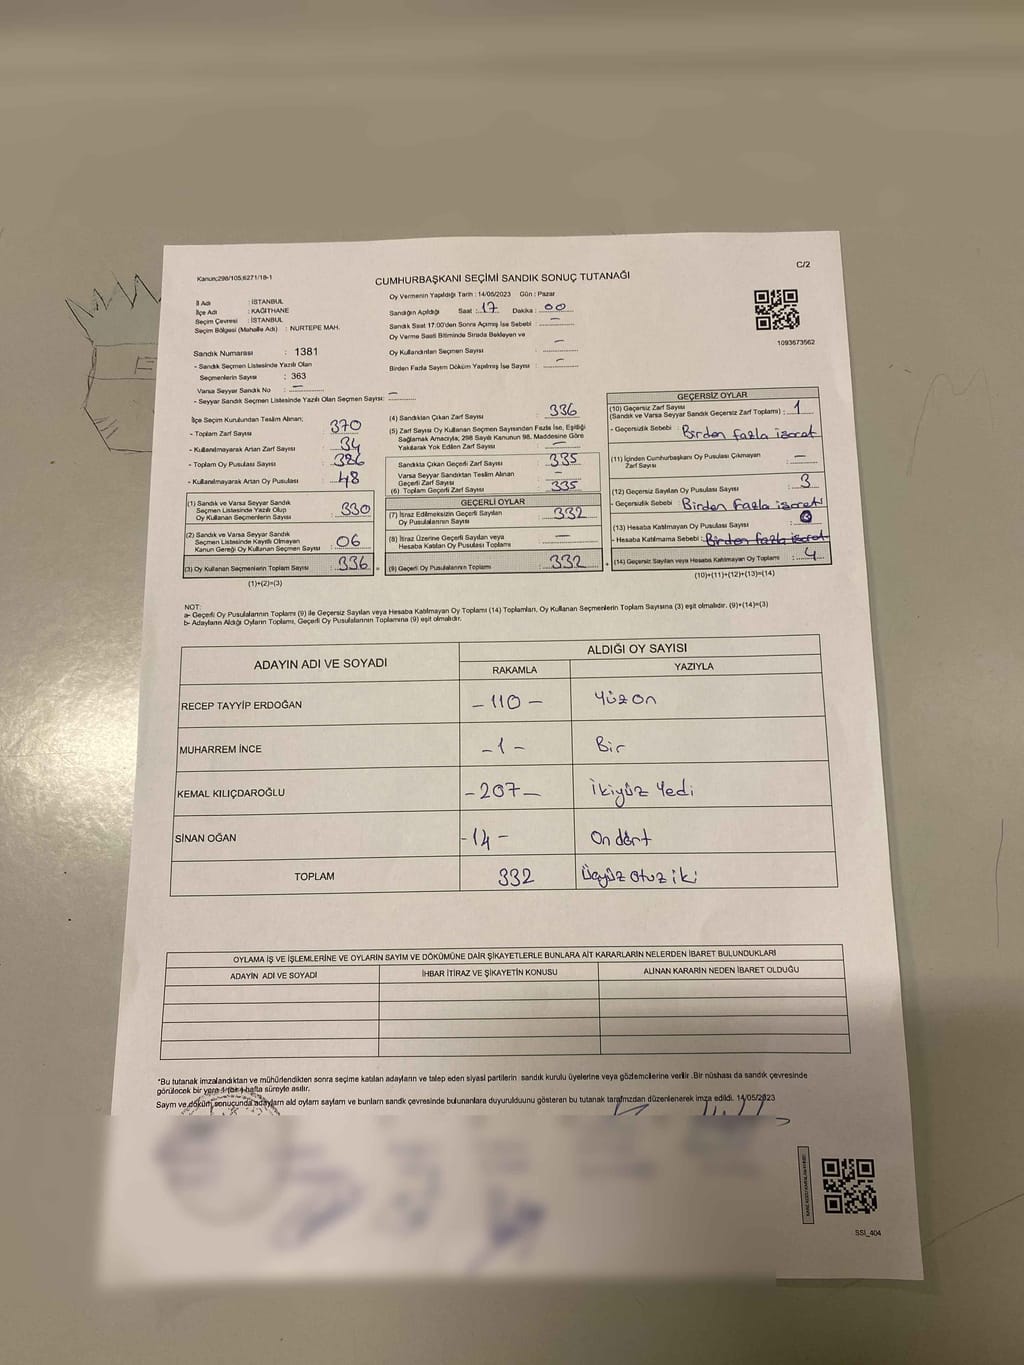 Kanun;298/105,6271/18-1
C/2
CUMHURBAŞKANI SEÇİMİ SANDIK SONUÇ TUTANAĞI
İl Adı : İSTANBUL
İlçe Adı : KAĞITHANE
Seçim Çevresi : İSTANBUL
Seçim Bölgesi (Mahalle Adı) : NURTEPE MAH.
Sandık Numarası : 1381
- Sandık Seçmen Listesinde Yazılı Olan
Seçmenlerin Sayısı : 363
Varsa Seyyar Sandık No : —
- Seyyar Sandık Seçmen Listesinde Yazılı Olan Seçmen Sayısı: —
Oy Vermenin Yapıldığı Tarih : 14/05/2023 Gün : Pazar
Sandığın Açıldığı Saat : 17 Dakika : 00
Sandık Saat 17.00'den Sonra Açılmış İse Sebebi : —
Oy Verme Saati Bitiminde Sırada Bekleyen ve
Oy Kullandırılan Seçmen Sayısı : —
Birden Fazla Sayım Döküm Yapılmış İse Sayısı : —
1093673562
İlçe Seçim Kurulundan Teslim Alınan;
- Toplam Zarf Sayısı : 370
- Kullanılmayarak Artan Zarf Sayısı : 34
- Toplam Oy Pusulası Sayısı :
- Kullanılmayarak Artan Oy Pusulası : 48
(1) Sandık ve Varsa Seyyar Sandık
Seçmen Listesinde Yazılı Olup
Oy Kullanan Seçmenlerin Sayısı : 330
(2) Sandık ve Varsa Seyyar Sandık
Seçmen Listesinde Kayıtlı Olmayan
Kanun Gereği Oy Kullanan Seçmen Sayısı : 06
(3) Oy Kullanan Seçmenlerin Toplam Sayısı : 336
(1)+(2)=(3)
(4) Sandıktan Çıkan Zarf Sayısı : 336
(5) Zarf Sayısı Oy Kullanan Seçmen Sayısından Fazla İse, Eşitliği
Sağlamak Amacıyla; 298 Sayılı Kanunun 98. Maddesine Göre
Yakılarak Yok Edilen Zarf Sayısı : —
Sandıkta Çıkan Geçerli Zarf Sayısı : 335
Varsa Seyyar Sandıktan Teslim Alınan
Geçerli Zarf Sayısı : —
(6) Toplam Geçerli Zarf Sayısı : 335
GEÇERLİ OYLAR
(7) İtiraz Edilmeksizin Geçerli Sayılan
Oy Pusulalarının Sayısı : 332
(8) İtiraz Üzerine Geçerli Sayılan veya
Hesaba Katılan Oy Pusulası Toplamı : —
(9) Geçerli Oy Pusulalarının Toplamı : 332
GEÇERSİZ OYLAR
(10) Geçersiz Zarf Sayısı
(Sandık ve Varsa Seyyar Sandık Geçersiz Zarf Toplamı) : 1
- Geçersizlik Sebebi : Birden fazla işaret
(11) İçinden Cumhurbaşkanı Oy Pusulası Çıkmayan
Zarf Sayısı : —
(12) Geçersiz Sayılan Oy Pusulası Sayısı : 3
- Geçersizlik Sebebi : Birden fazla işaret
(13) Hesaba Katılmayan Oy Pusulası Sayısı :
- Hesaba Katılmama Sebebi : Birden fazla işaret
(14) Geçersiz Sayılan veya Hesaba Katılmayan Oy Toplamı : 4
(10)+(11)+(12)+(13)=(14)
NOT:
a- Geçerli Oy Pusulalarının Toplamı (9) ile Geçersiz Sayılan veya Hesaba Katılmayan Oy Toplamı (14) Toplamları, Oy Kullanan Seçmenlerin Toplam Sayısına (3) eşit olmalıdır. (9)+(14)=(3)
b- Adayların Aldığı Oyların Toplamı, Geçerli Oy Pusulalarının Toplamına (9) eşit olmalıdır.
ADAYIN ADI VE SOYADI
ALDIĞI OY SAYISI
RAKAMLA YAZIYLA
RECEP TAYYİP ERDOĞAN - 110 - Yüzon
MUHARREM İNCE - 1 - Bir
KEMAL KILIÇDAROĞLU - 207 - İkiyüz Yedi
SİNAN OĞAN - 14 - On dört
TOPLAM 332 Üçyüz otuz iki
OYLAMA İŞ VE İŞLEMLERİNE VE OYLARIN SAYIM VE DÖKÜMÜNE DAİR ŞİKAYETLERLE BUNLARA AİT KARARLARIN NELERDEN İBARET BULUNDUKLARI
ADAYIN ADI VE SOYADI İHBAR İTİRAZ VE ŞİKAYETİN KONUSU ALINAN KARARIN NEDEN İBARET OLDUĞU
*Bu tutanak imzalandıktan ve mühürlendikten sonra seçime katılan adayların ve talep eden siyasi partilerin sandık kurulu üyelerine veya gözlemcilerine verilir .Bir nüshası da sandık çevresinde
görülecek bir yere 1 (bir) hafta süreyle asılır.
Sayım ve döküm sonucunda adayların aldı oyların sayıları ve bunların sandık çevresinde bulunanlara duyurulduunu gösteren bu tutanak tarafımızdan düzenlenerek imza edildi. 14/05/2023
SSI_404